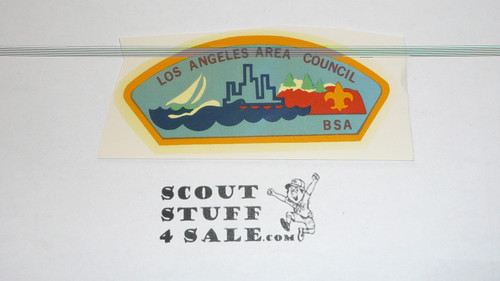 LOS ANGELES AREA COUNCIL
BSA
SCOUT
STUFF
4 SALE.COM